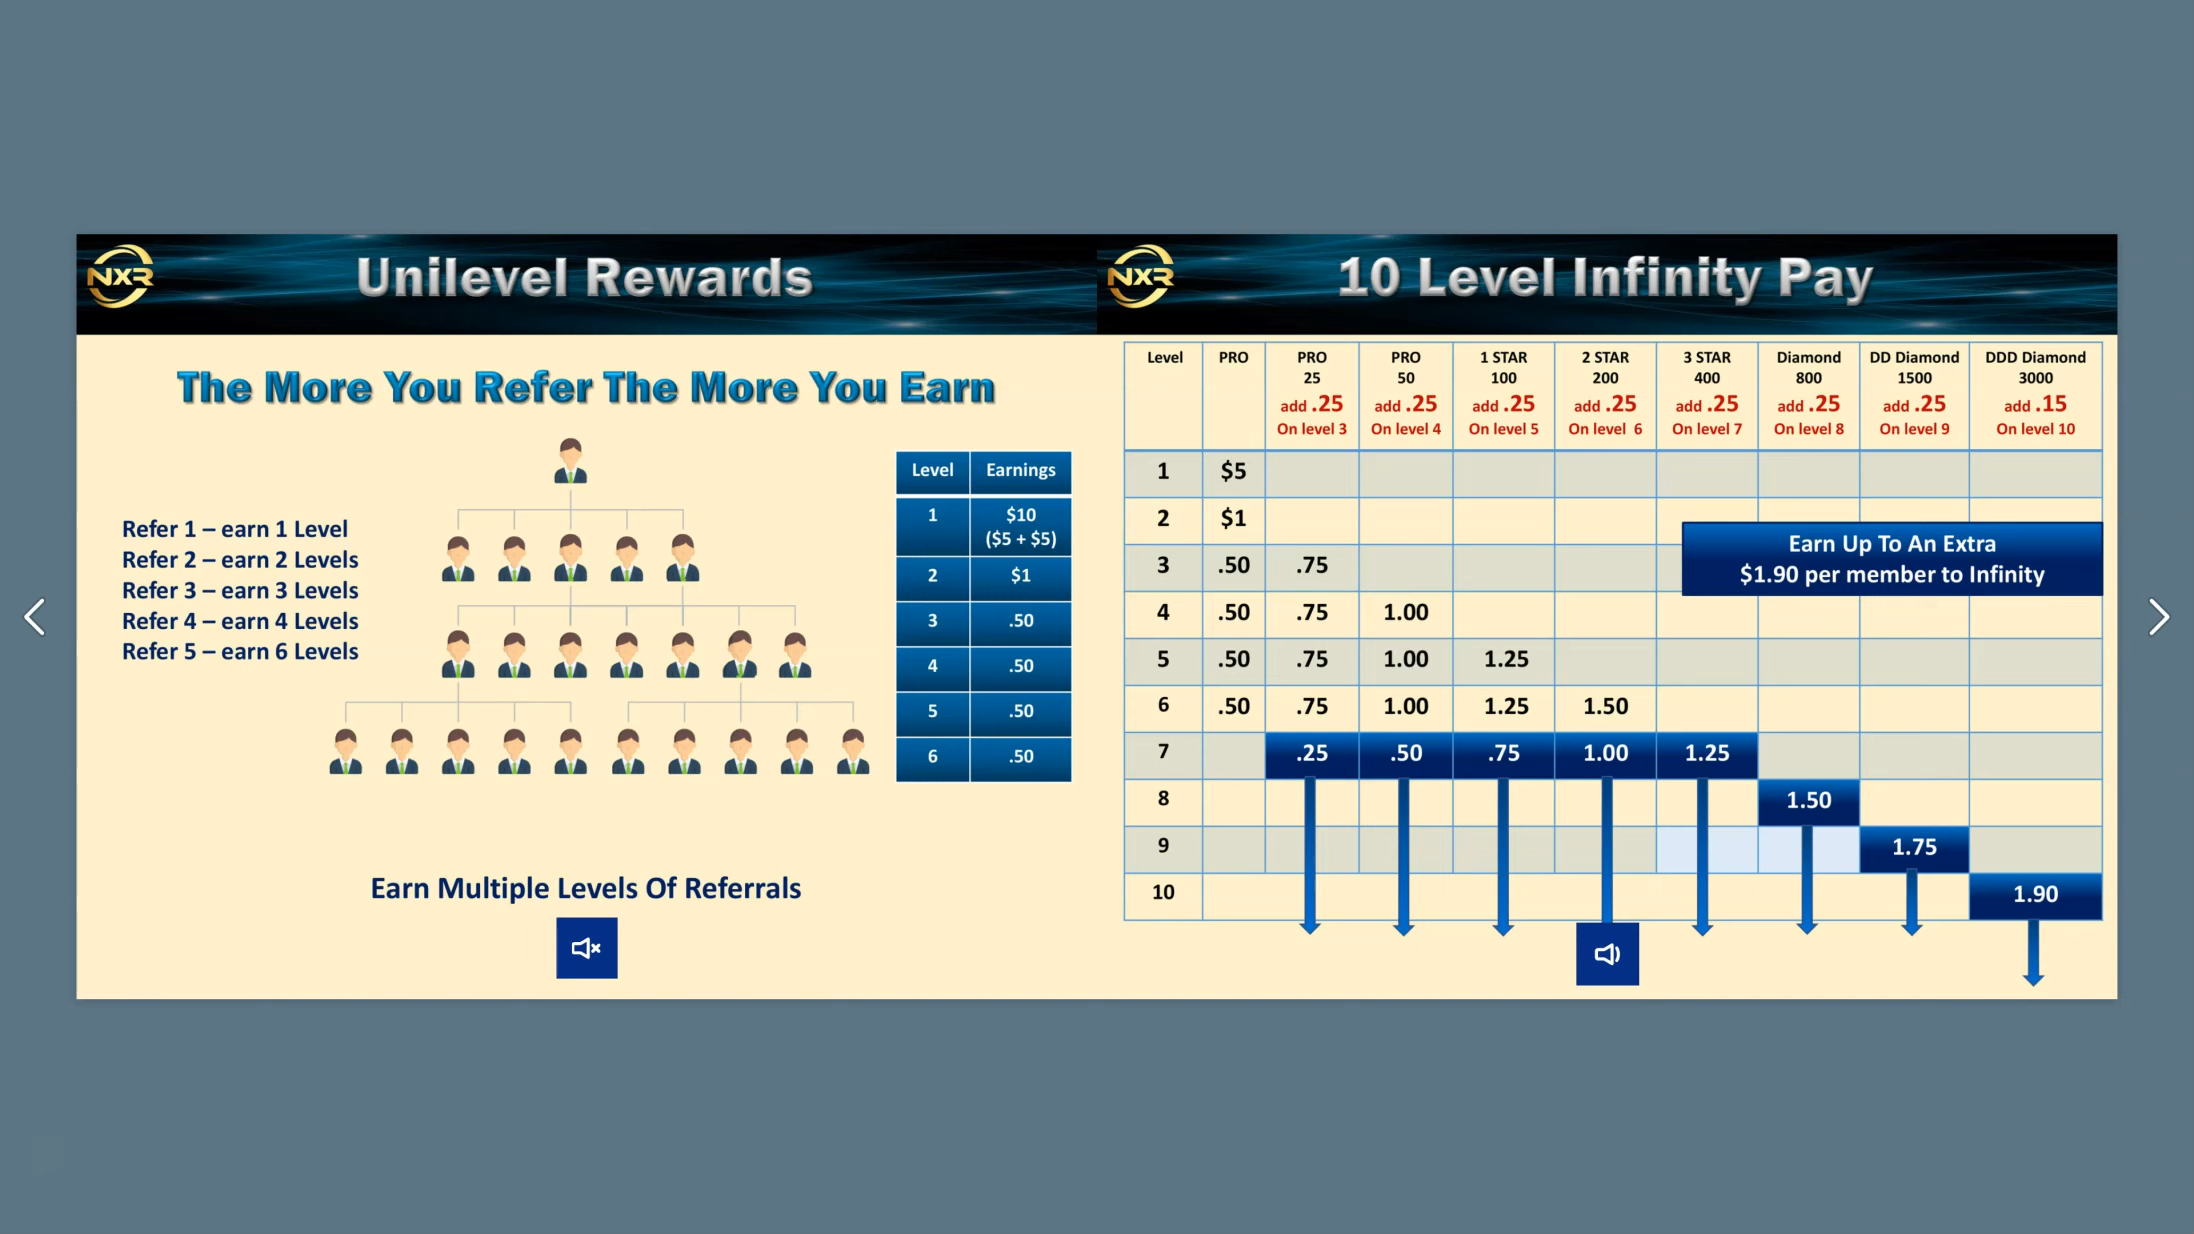 NXR
Unilevel Rewards
The More You Refer The More You Earn
Refer 1 – earn 1 Level
Refer 2 – earn 2 Levels
Refer 3 – earn 3 Levels
Refer 4 – earn 4 Levels
Refer 5 – earn 6 Levels
Level Earnings
1 $10
($5 + $5)
2 $1
3 .50
4 .50
5 .50
6 .50
Earn Multiple Levels Of Referrals
NXR
10 Level Infinity Pay
Level PRO PRO PRO 1 STAR 2 STAR 3 STAR Diamond DD Diamond DDD Diamond
25 50 100 200 400 800 1500 3000
add .25 add .25 add .25 add .25 add .25 add .25 add .25 add .15
On level 3 On level 4 On level 5 On level 6 On level 7 On level 8 On level 9 On level 10
1 $5
2 $1
Earn Up To An Extra
$1.90 per member to Infinity
3 .50 .75
4 .50 .75 1.00
5 .50 .75 1.00 1.25
6 .50 .75 1.00 1.25 1.50
7 .25 .50 .75 1.00 1.25
8 1.50
9 1.75
10 1.90